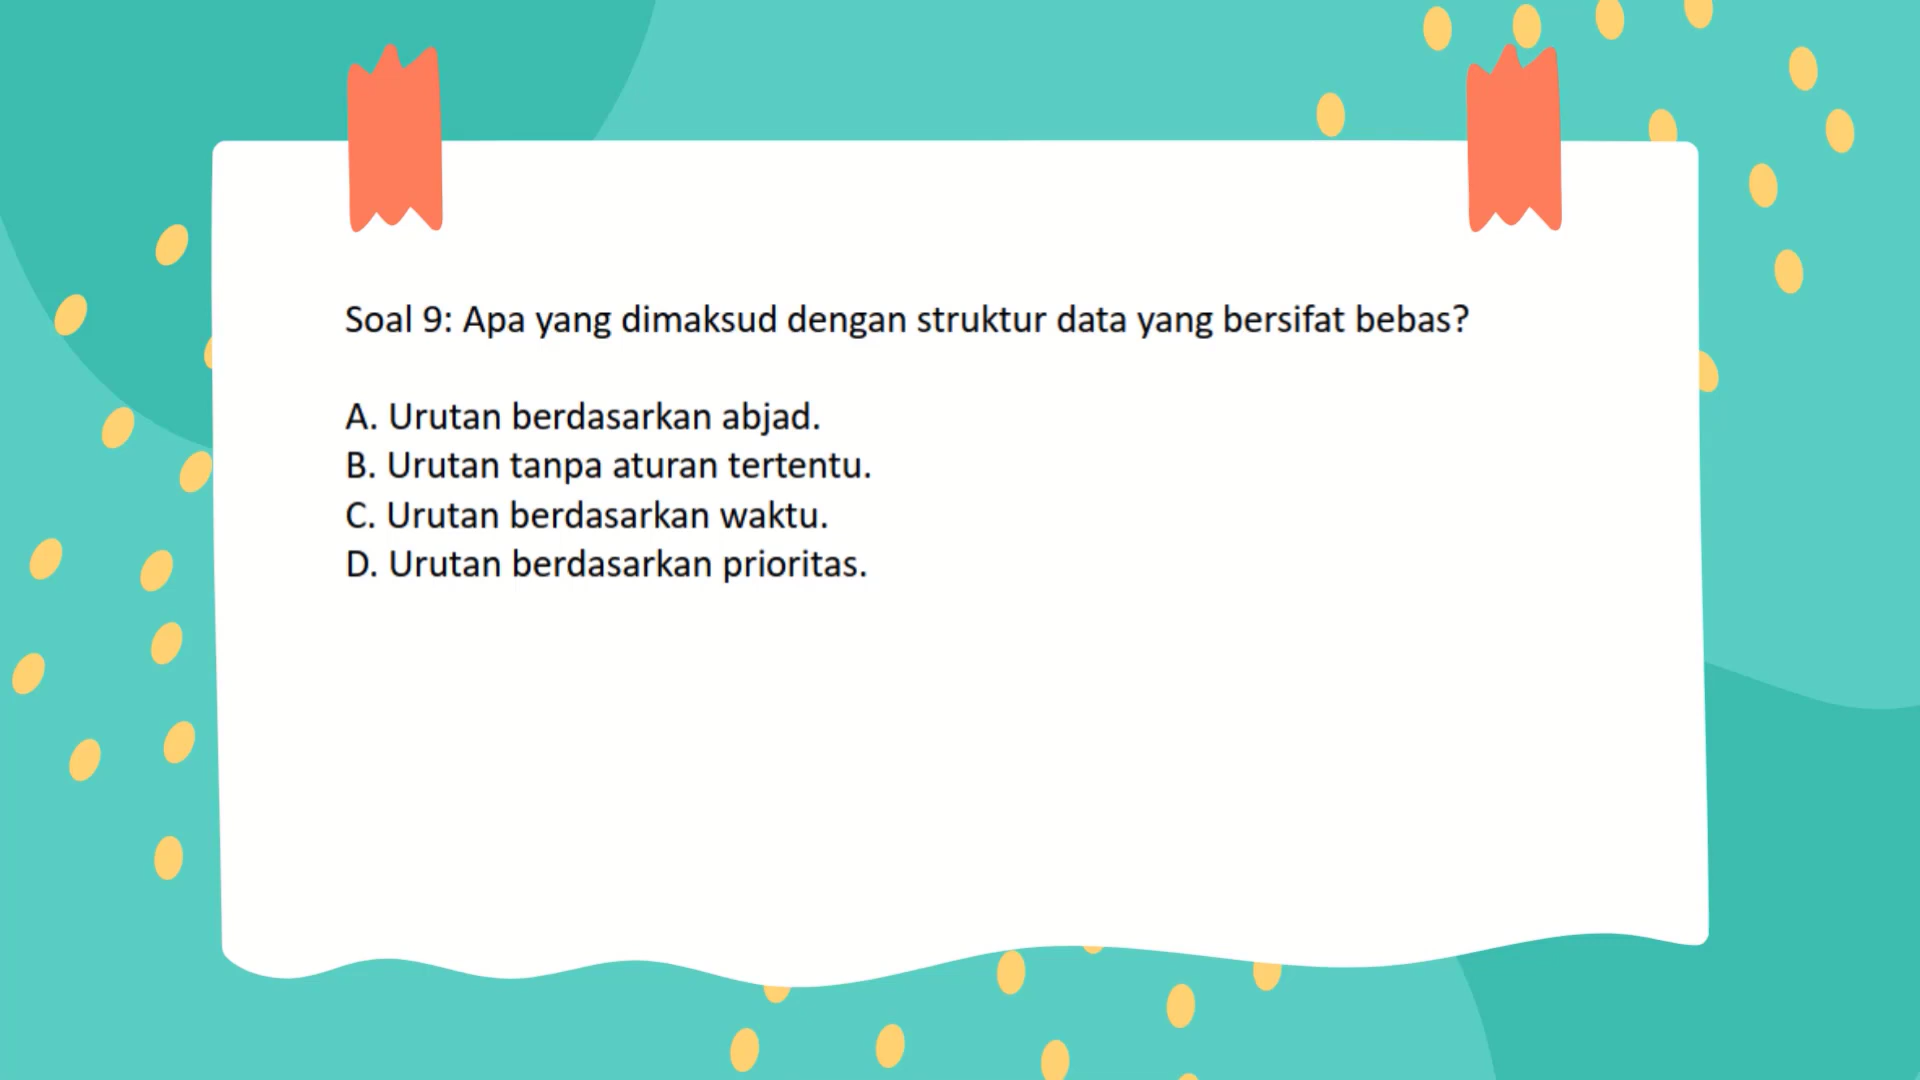 Soal 9: Apa yang dimaksud dengan struktur data yang bersifat bebas?
A. Urutan berdasarkan abjad.
B. Urutan tanpa aturan tertentu.
C. Urutan berdasarkan waktu.
D. Urutan berdasarkan prioritas.